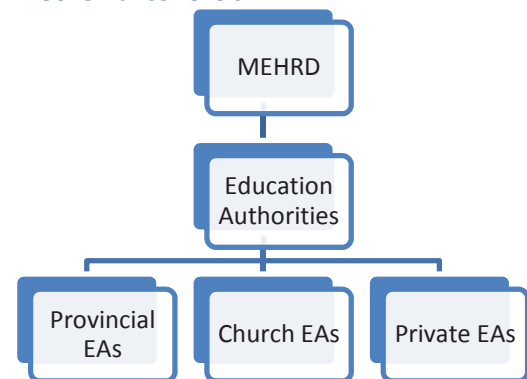 MEHRD
Education
Authorities
Provincial
EAs
Church EAs
Private EAs